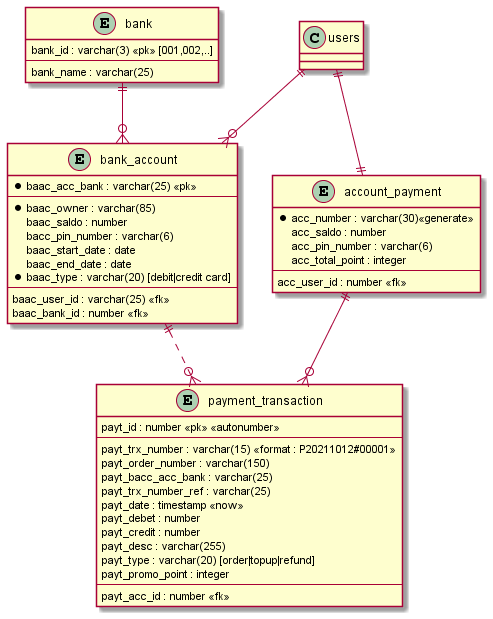 E bank
bank_id : varchar(3) «pk» [001,002,..]
bank_name : varchar(25)
C users
E bank_account
baac_acc_bank : varchar(25) «pk»
baac_owner : varchar(85)
baac_saldo : number
bacc_pin_number : varchar(6)
baac_start_date : date
baac_end_date : date
baac_type : varchar(20) [debit|credit card]
baac_user_id : varchar(25) «fk»
baac_bank_id : number «fk»
E account_payment
acc_number : varchar(30)«generate»
acc_saldo : number
acc_pin_number : varchar(6)
acc_total_point : integer
acc_user_id : number «fk»
E payment_transaction
payt_id : number «pk» «autonumber»
payt_trx_number : varchar(15) «format : P20211012#00001»
payt_order_number : varchar(150)
payt_bacc_acc_bank : varchar(25)
payt_trx_number_ref : varchar(25)
payt_date : timestamp «now»
payt_debet : number
payt_credit : number
payt_desc : varchar(255)
payt_type : varchar(20) [order|topup|refund]
payt_promo_point : integer
payt_acc_id : number «fk»